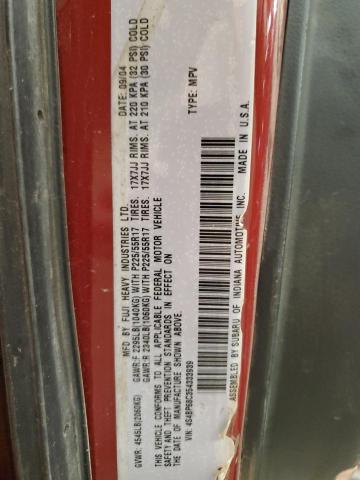 MFD BY FUJI HEAVY INDUSTRIES LTD. DATE: 09/04
GVWR: 4545LB(2060KG)
GAWR:F 2295LB(1040KG) WITH P225/55R17 TIRES. 17X7JJ RIMS. AT 220 KPA (32 PSI) COLD
GAWR:R 2340LB(1060KG) WITH P225/55R17 TIRES. 17X7JJ RIMS. AT 210 KPA (30 PSI) COLD
THIS VEHICLE CONFORMS TO ALL APPLICABLE FEDERAL MOTOR VEHICLE
SAFETY AND THEFT PREVENTION STANDARDS IN EFFECT ON
THE DATE OF MANUFACTURE SHOWN ABOVE.
VIN: 4S4BP68C354333939 TYPE: MPV
ASSEMBLED BY SUBARU OF INDIANA AUTOMOTIVE, INC. MADE IN U.S.A.